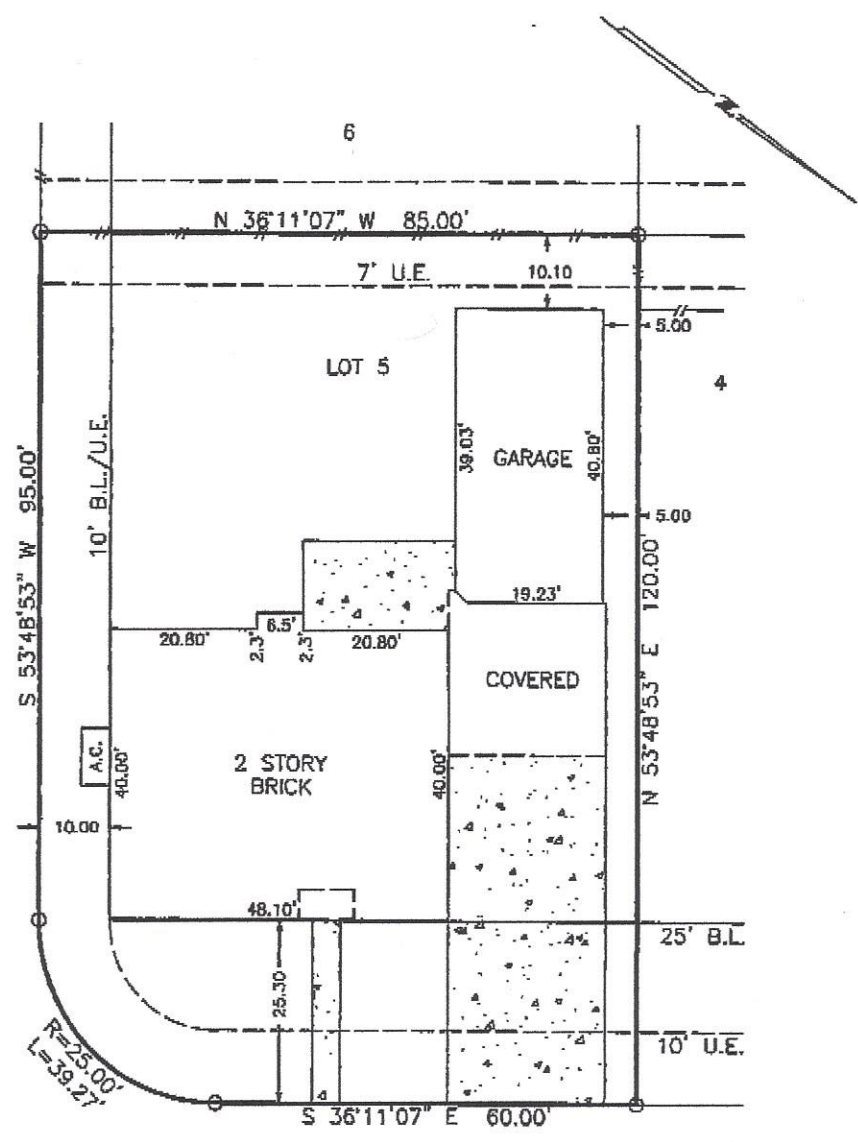 N
6
N 36°11'07" W 85.00'
7' U.E.
10.10
5.00
LOT 5
4
10' B.L./U.E.
39.03'
GARAGE
40.80'
S 53°48'53" W 95.00'
5.00
N 53°48'53" E 120.00'
19.23'
6.5'
20.80'
2.3'
2.3'
20.80'
COVERED
A.C.
40.00'
2 STORY
BRICK
40.00'
10.00
48.10'
25' B.L.
25.30
10' U.E.
R=25.00'
L=39.27'
S 36°11'07" E 60.00'